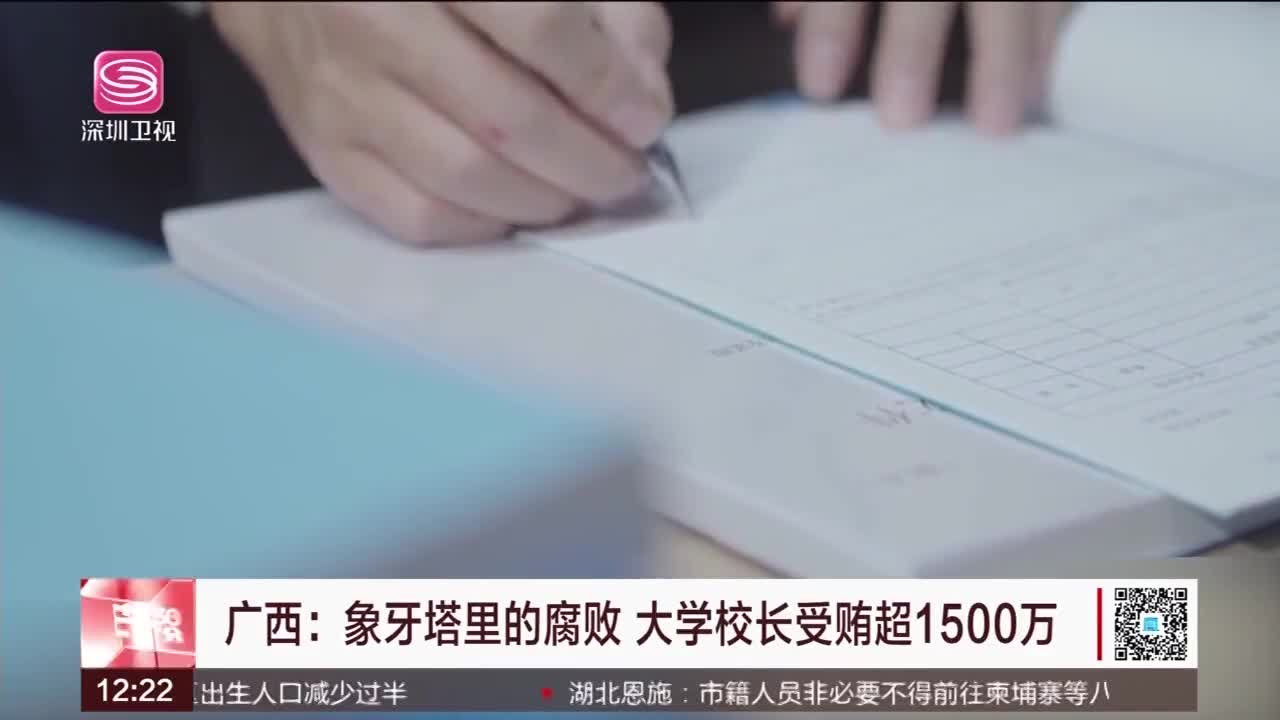 深圳卫视
广西：象牙塔里的腐败 大学校长受贿超1500万
12:22
出生人口减少过半
湖北恩施：市籍人员非必要不得前往柬埔寨等八